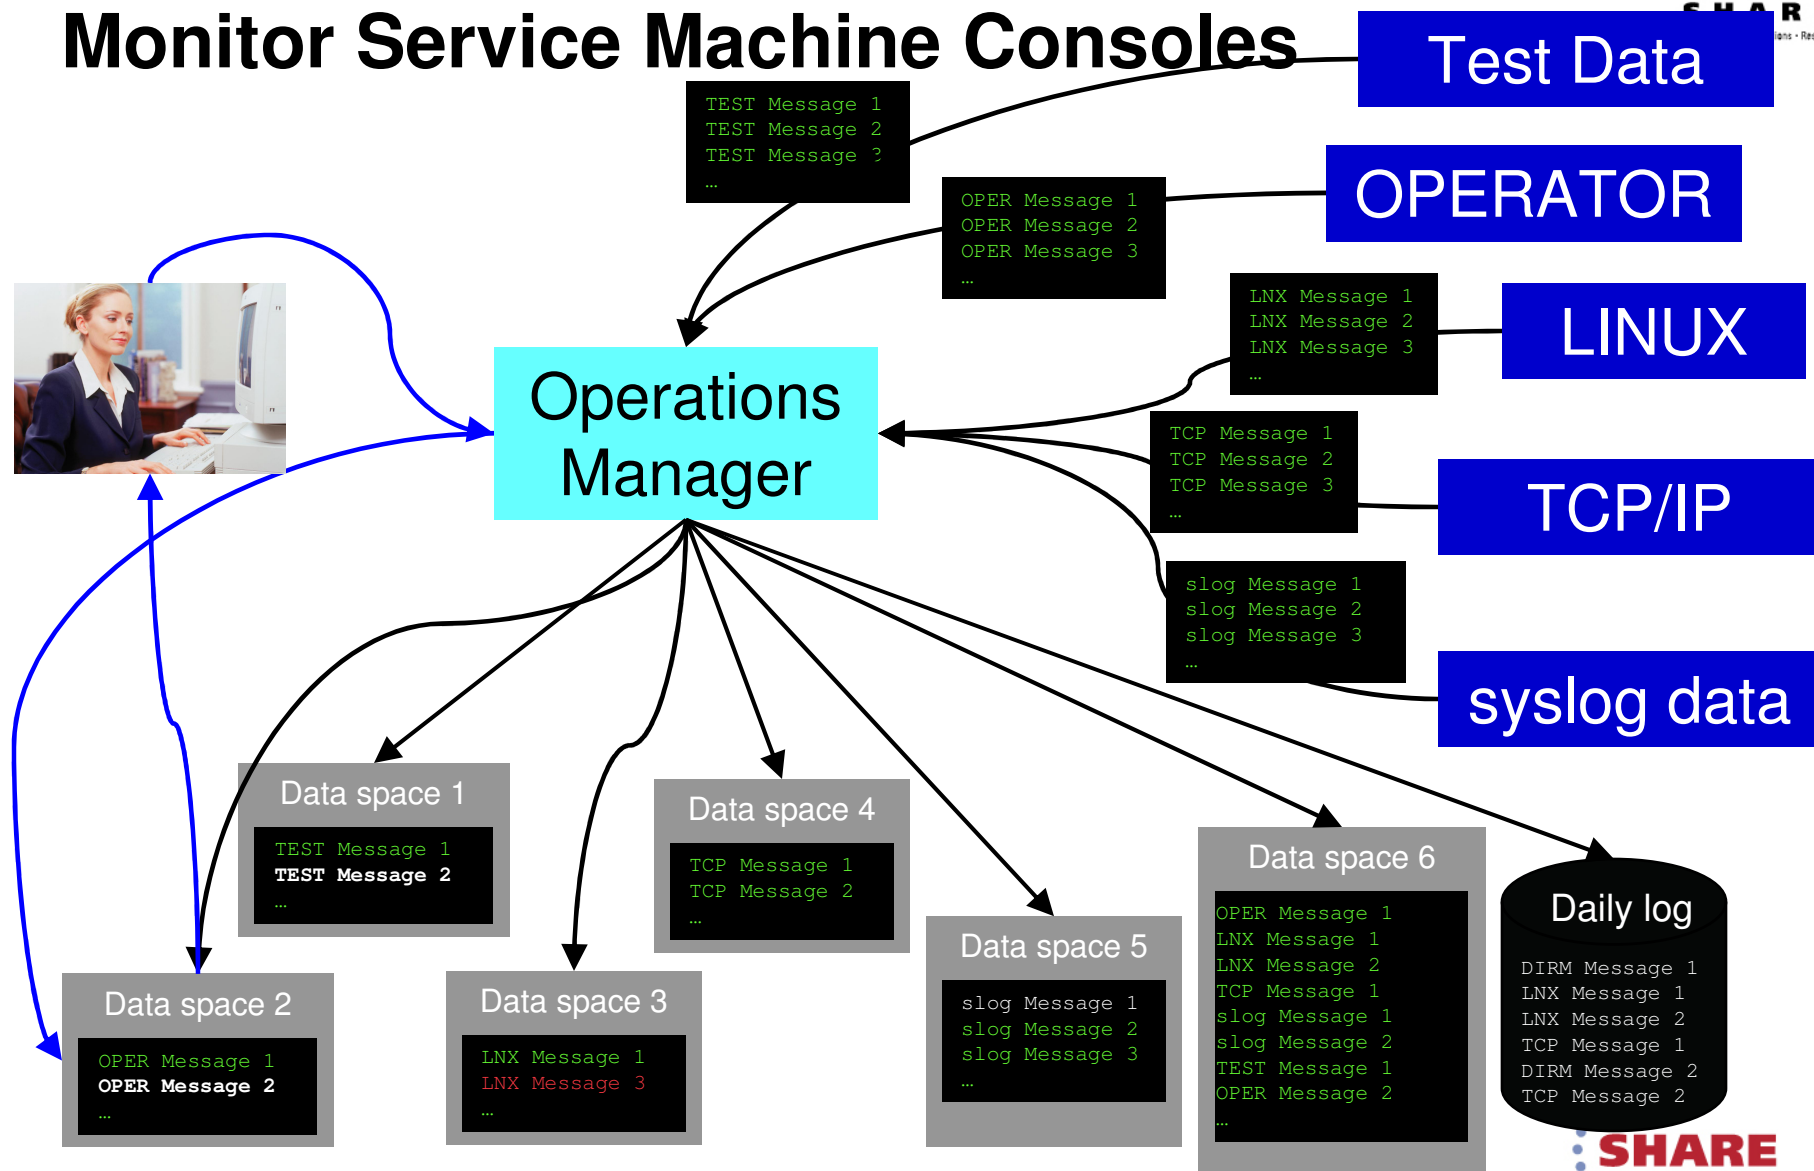 Monitor Service Machine Consoles
S H A R
ions - Res
Test Data
TEST Message 1
TEST Message 2
TEST Message 3
…
OPERATOR
OPER Message 1
OPER Message 2
OPER Message 3
…
LINUX
LNX Message 1
LNX Message 2
LNX Message 3
…
Operations
Manager
TCP Message 1
TCP Message 2
TCP Message 3
…
TCP/IP
slog Message 1
slog Message 2
slog Message 3
…
syslog data
Data space 1
TEST Message 1
TEST Message 2
…
Data space 4
TCP Message 1
TCP Message 2
…
Data space 2
OPER Message 1
OPER Message 2
…
Data space 3
LNX Message 1
LNX Message 3
…
Data space 5
slog Message 1
slog Message 2
slog Message 3
…
Data space 6
OPER Message 1
LNX Message 1
LNX Message 2
TCP Message 1
slog Message 1
slog Message 2
TEST Message 1
OPER Message 2
…
Daily log
DIRM Message 1
LNX Message 1
LNX Message 2
TCP Message 1
DIRM Message 2
TCP Message 2
SHARE